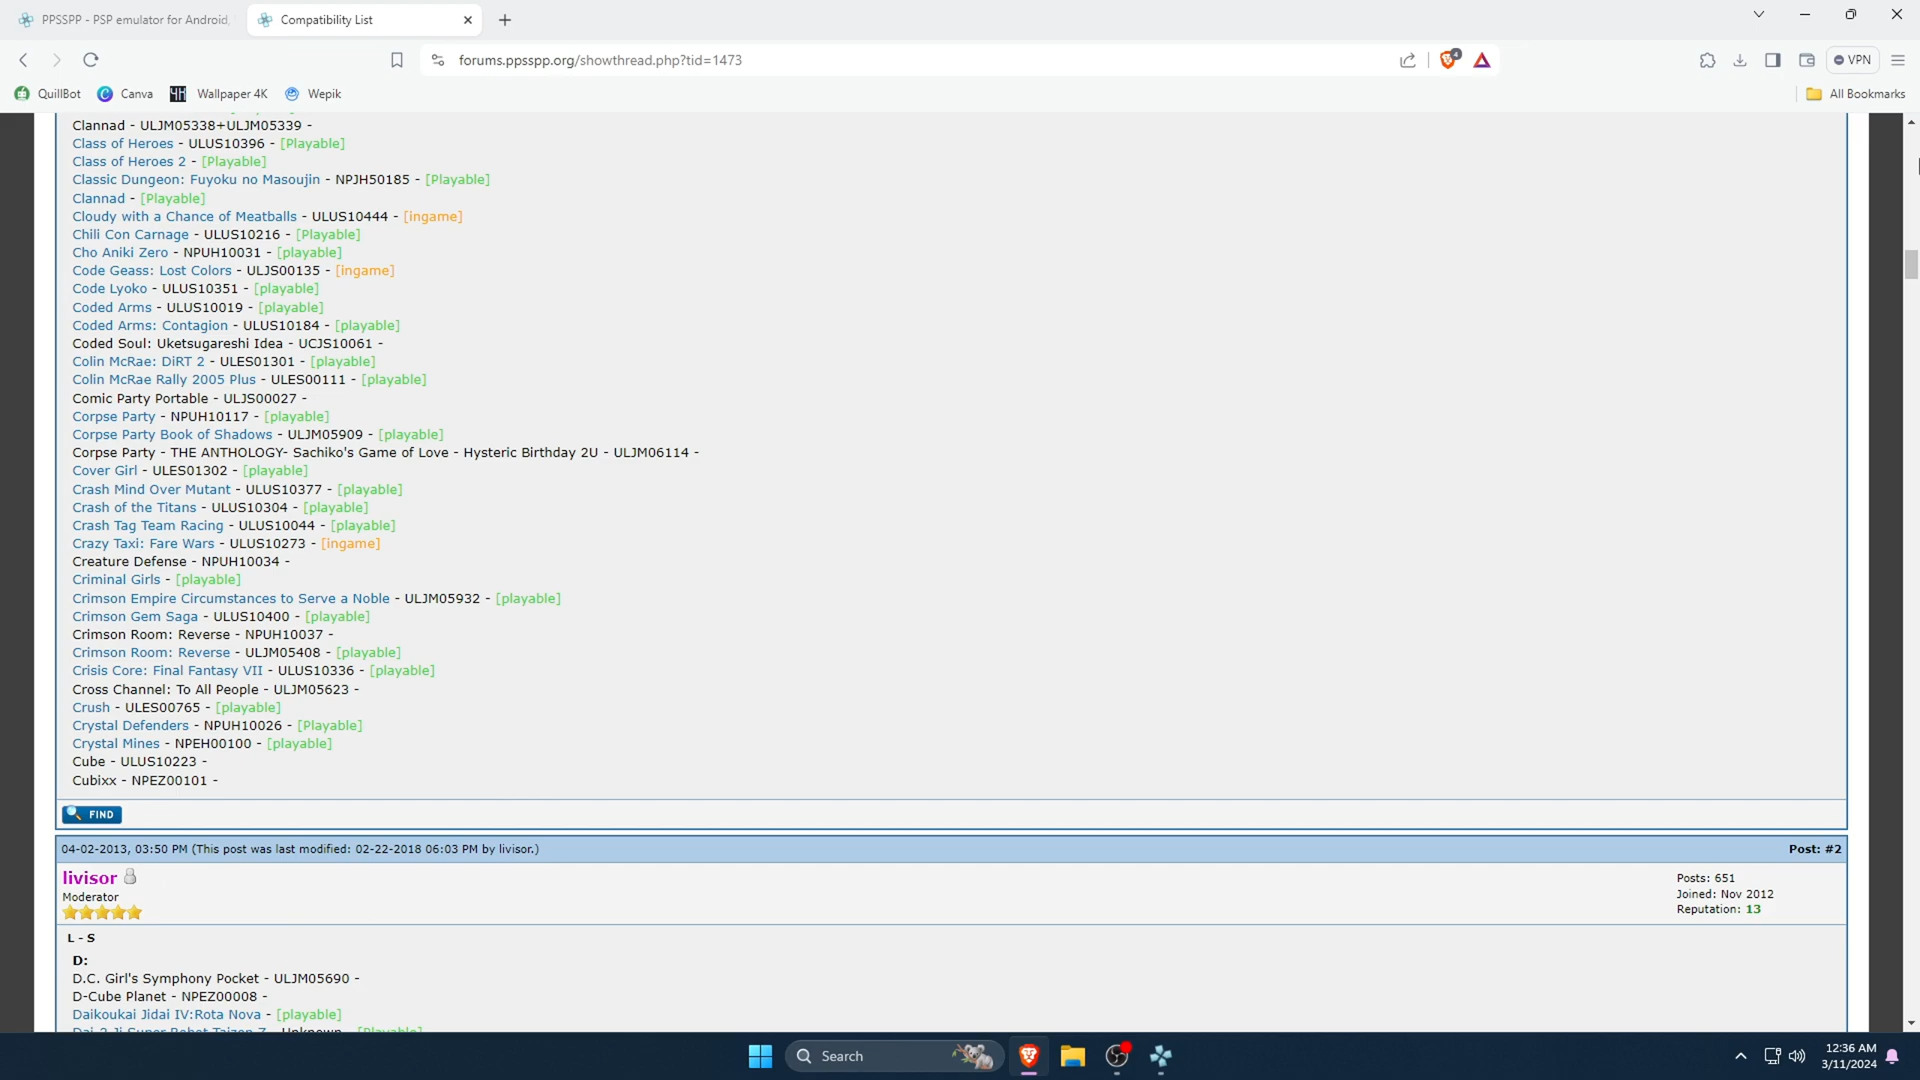 PPSSPP - PSP emulator for Android,
Compatibility List
forums.ppsspp.org/showthread.php?tid=1473
4
VPN
QuillBot
Canva
Wallpaper 4K
Wepik
All Bookmarks
Clannad - ULJM05338+ULJM05339 -
Class of Heroes - ULUS10396 - [Playable]
Class of Heroes 2 - [Playable]
Classic Dungeon: Fuyoku no Masoujin - NPJH50185 - [Playable]
Clannad - [Playable]
Cloudy with a Chance of Meatballs - ULUS10444 - [ingame]
Chili Con Carnage - ULUS10216 - [Playable]
Cho Aniki Zero - NPUH10031 - [playable]
Code Geass: Lost Colors - ULJS00135 - [ingame]
Code Lyoko - ULUS10351 - [playable]
Coded Arms - ULUS10019 - [playable]
Coded Arms: Contagion - ULUS10184 - [playable]
Coded Soul: Uketsugareshi Idea - UCJS10061 -
Colin McRae: DiRT 2 - ULES01301 - [playable]
Colin McRae Rally 2005 Plus - ULES00111 - [playable]
Comic Party Portable - ULJS00027 -
Corpse Party - NPUH10117 - [playable]
Corpse Party Book of Shadows - ULJM05909 - [playable]
Corpse Party - THE ANTHOLOGY- Sachiko's Game of Love - Hysteric Birthday 2U - ULJM06114 -
Cover Girl - ULES01302 - [playable]
Crash Mind Over Mutant - ULUS10377 - [playable]
Crash of the Titans - ULUS10304 - [playable]
Crash Tag Team Racing - ULUS10044 - [playable]
Crazy Taxi: Fare Wars - ULUS10273 - [ingame]
Creature Defense - NPUH10034 -
Criminal Girls - [playable]
Crimson Empire Circumstances to Serve a Noble - ULJM05932 - [playable]
Crimson Gem Saga - ULUS10400 - [playable]
Crimson Room: Reverse - NPUH10037 -
Crimson Room: Reverse - ULJM05408 - [playable]
Crisis Core: Final Fantasy VII - ULUS10336 - [playable]
Cross Channel: To All People - ULJM05623 -
Crush - ULES00765 - [playable]
Crystal Defenders - NPUH10026 - [Playable]
Crystal Mines - NPEH00100 - [playable]
Cube - ULUS10223 -
Cubixx - NPEZ00101 -
FIND
04-02-2013, 03:50 PM (This post was last modified: 02-22-2018 06:03 PM by livisor.)
Post: #2
livisor
Moderator
Posts: 651
Joined: Nov 2012
Reputation: 13
L - S
D:
D.C. Girl's Symphony Pocket - ULJM05690 -
D-Cube Planet - NPEZ00008 -
Daikoukai Jidai IV:Rota Nova - [playable]
Dai-2-Ji Super Robot Taizen Z - Unknown - [Playable]
Search
12:36 AM
3/11/2024